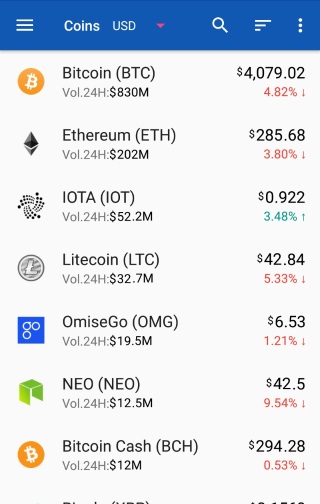 Coins USD
Bitcoin (BTC) $4,079.02
Vol.24H:$830M 4.82% ↓
Ethereum (ETH) $285.68
Vol.24H:$202M 3.80% ↓
IOTA (IOT) $0.922
Vol.24H:$52.2M 3.48% ↑
Litecoin (LTC) $42.84
Vol.24H:$32.7M 5.33% ↓
OmiseGo (OMG) $6.53
Vol.24H:$19.5M 1.21% ↓
NEO (NEO) $42.5
Vol.24H:$12.5M 9.54% ↓
Bitcoin Cash (BCH) $294.28
Vol.24H:$12M 0.53% ↓